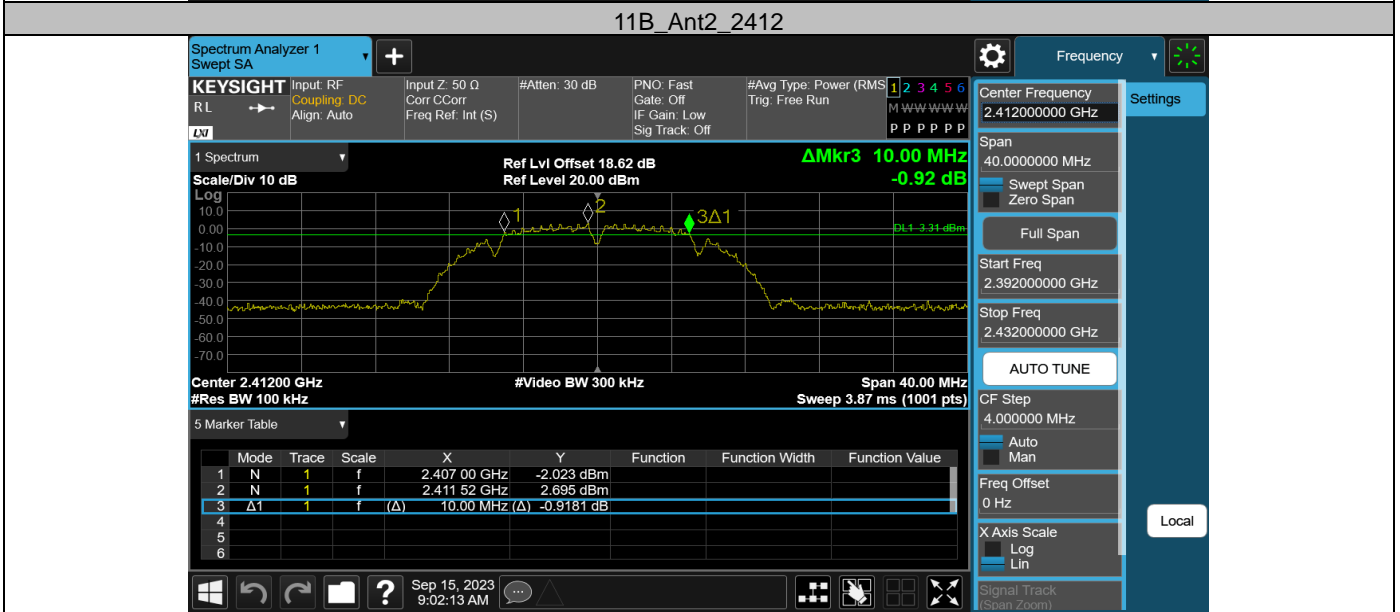 11B_Ant2_2412
Spectrum Analyzer 1
Swept SA
Frequency
KEYSIGHT
RL
LXI
Input: RF
Coupling: DC
Align: Auto
Input Z: 50 Ω
Corr CCorr
Freq Ref: Int (S)
#Atten: 30 dB
PNO: Fast
Gate: Off
IF Gain: Low
Sig Track: Off
#Avg Type: Power (RMS
Trig: Free Run
1 2 3 4 5 6
M W W W W W
P P P P P P
1 Spectrum
Scale/Div 10 dB
Ref Lvl Offset 18.62 dB
Ref Level 20.00 dBm
ΔMkr3 10.00 MHz
-0.92 dB
Log
10.0
0.00
-10.0
-20.0
-30.0
-40.0
-50.0
-60.0
-70.0
1
2
3Δ1
DL1 -3.31 dBm
Center 2.41200 GHz
#Video BW 300 kHz
Span 40.00 MHz
#Res BW 100 kHz
Sweep 3.87 ms (1001 pts)
5 Marker Table
Mode Trace Scale X Y Function Function Width Function Value
1 N 1 f 2.407 00 GHz -2.023 dBm
2 N 1 f 2.411 52 GHz 2.695 dBm
3 Δ1 1 f (Δ) 10.00 MHz (Δ) -0.9181 dB
4
5
6
Center Frequency
2.412000000 GHz
Settings
Span
40.0000000 MHz
Swept Span
Zero Span
Full Span
Start Freq
2.392000000 GHz
Stop Freq
2.432000000 GHz
AUTO TUNE
CF Step
4.000000 MHz
Auto
Man
Freq Offset
0 Hz
X Axis Scale
Log
Lin
Signal Track
(Span Zoom)
Local
?
Sep 15, 2023
9:02:13 AM